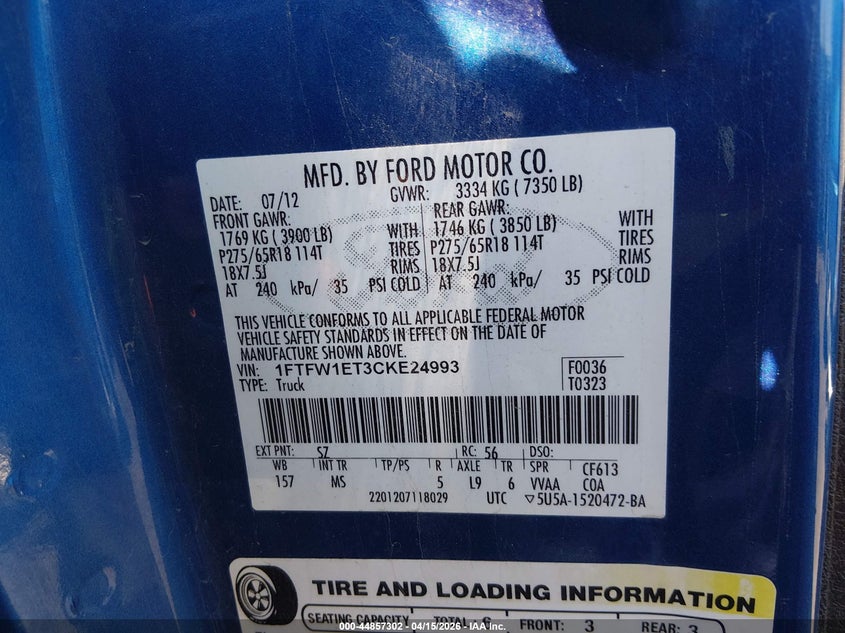 MFD. BY FORD MOTOR CO.
DATE: 07/12 GVWR: 3334 KG ( 7350 LB)
FRONT GAWR: REAR GAWR:
1769 KG ( 3900 LB) WITH 1746 KG ( 3850 LB) WITH
P275/65R18 114T TIRES P275/65R18 114T TIRES
18X7.5J RIMS 18X7.5J RIMS
AT 240 kPa/ 35 PSI COLD AT 240 kPa/ 35 PSI COLD
THIS VEHICLE CONFORMS TO ALL APPLICABLE FEDERAL MOTOR
VEHICLE SAFETY STANDARDS IN EFFECT ON THE DATE OF
MANUFACTURE SHOWN ABOVE.
VIN: 1FTFW1ET3CKE24993 F0036
TYPE: Truck T0323
EXT PNT: SZ RC: 56 DSO:
WB INT TR TP/PS R AXLE TR SPR CF613
157 MS 5 L9 6 VVAA COA
2201207118029 UTC ▽5U5A-1520472-BA
TIRE AND LOADING INFORMATION
SEATING CAPACITY TOTAL: 6 FRONT: 3 REAR: 3
000-44857302 - 04/15/2026 - IAA Inc.